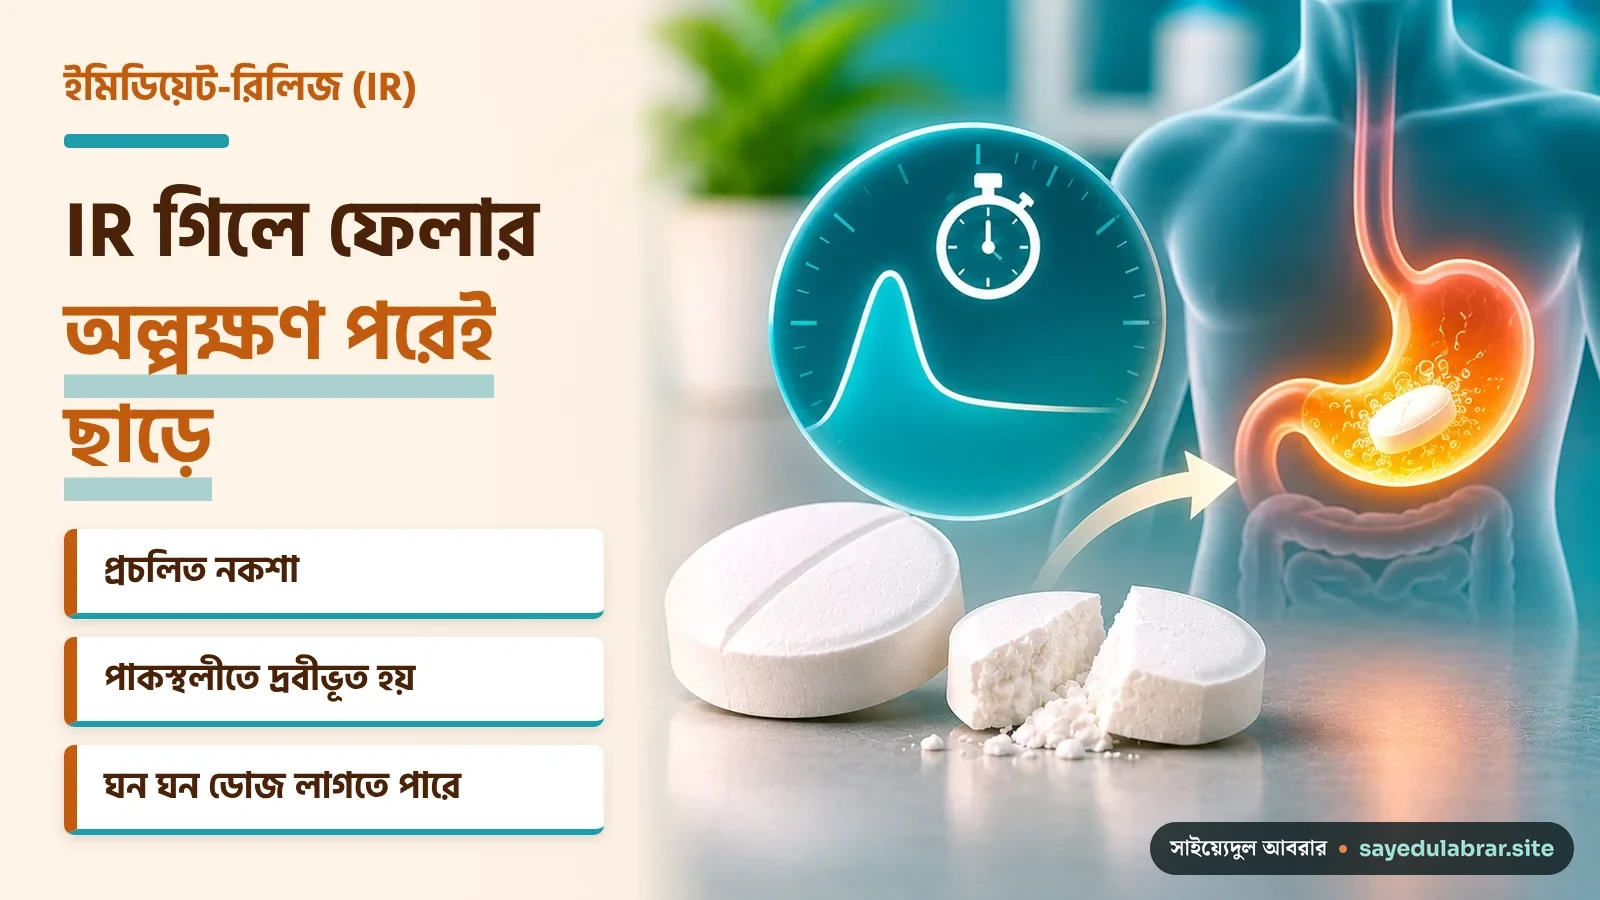 ইমিডিয়েট-রিলিজ (IR)
IR গিলে ফেলার
অল্পক্ষণ পরেই
ছাড়ে
প্রচলিত নকশা
পাকস্থলীতে দ্রবীভূত হয়
ঘন ঘন ডোজ লাগতে পারে
সাইয়্যেদুল আবরার • sayedulabrar.site